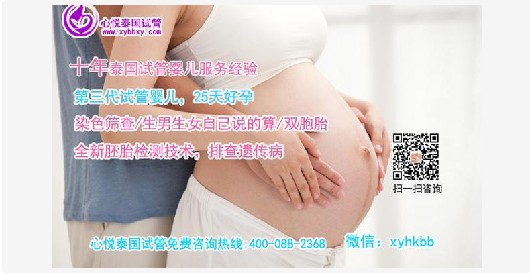 心悦泰国试管
www.xybbxy.com
十年泰国试管婴儿服务经验
第三代试管婴儿，25天好孕
染色筛查/生男生女自己说的算/双胞胎
全新胚胎检测技术，排查遗传病
扫一扫咨询
心悦泰国试管免费咨询热线:400-088-2368
微信：xyhkbb